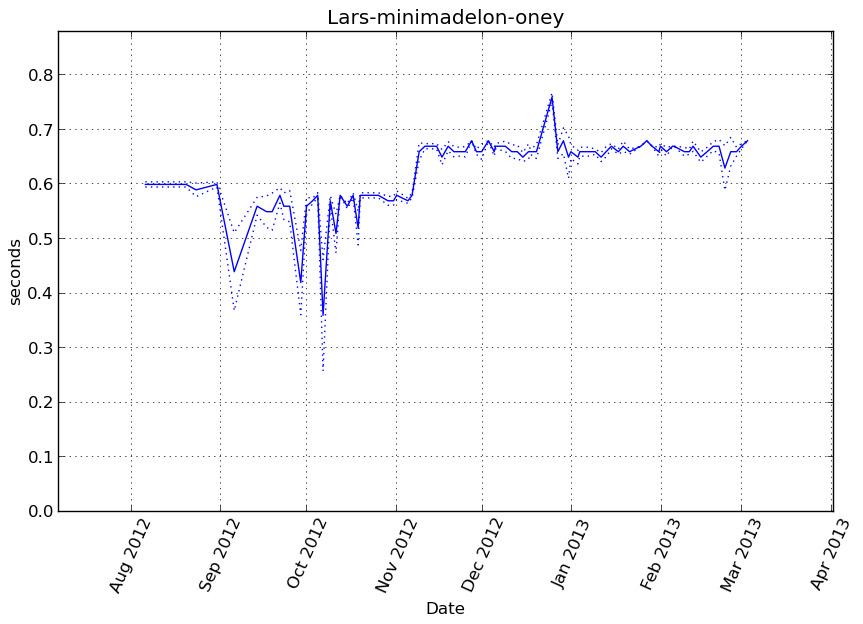 Lars-minimadelon-oney
0.8
0.7
0.6
0.5
0.4
0.3
0.2
0.1
0.0
seconds
Aug 2012
Sep 2012
Oct 2012
Nov 2012
Dec 2012
Jan 2013
Feb 2013
Mar 2013
Apr 2013
Date